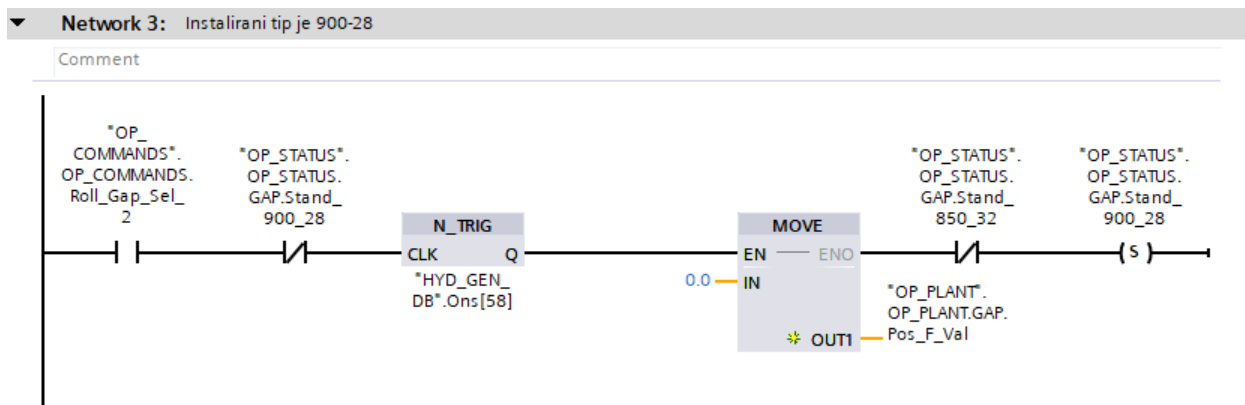 Network 3: Instalirani tip je 900-28
Comment
"OP_
COMMANDS".
OP_COMMANDS.
Roll_Gap_Sel_
2
"OP_STATUS".
OP_STATUS.
GAP.Stand_
900_28
N_TRIG
CLK Q
"HYD_GEN_
DB".Ons[58]
MOVE
EN ENO
0.0 IN
OUT1
"OP_PLANT".
OP_PLANT.GAP.
Pos_F_Val
"OP_STATUS".
OP_STATUS.
GAP.Stand_
850_32
"OP_STATUS".
OP_STATUS.
GAP.Stand_
900_28
S